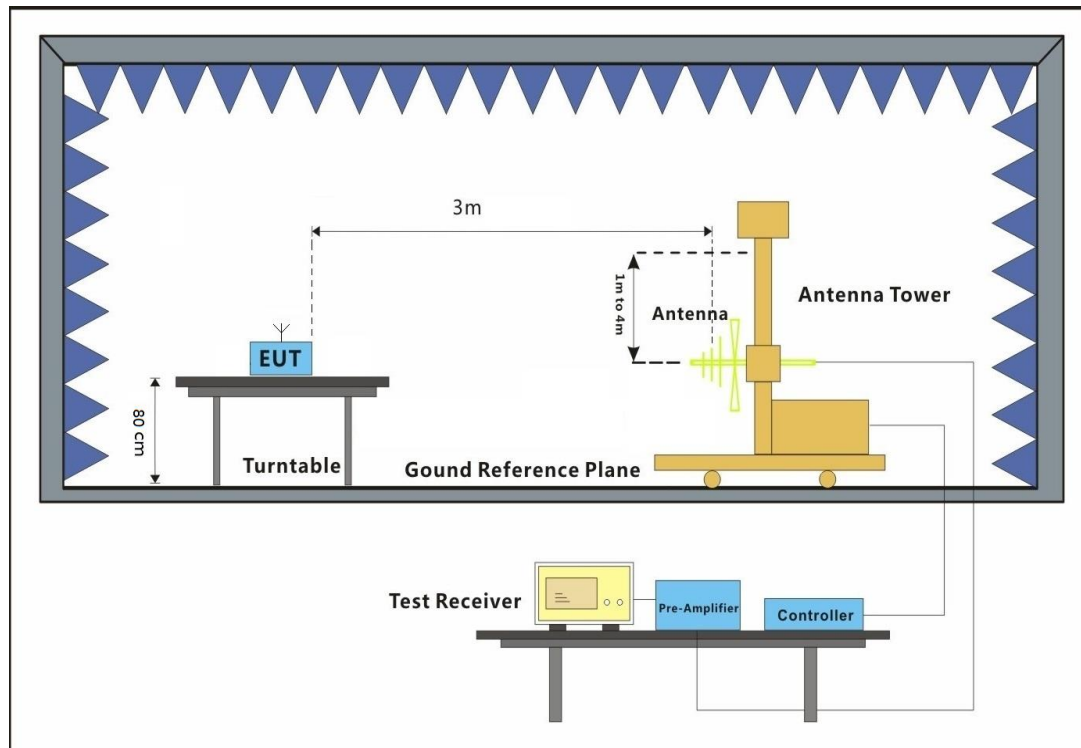 3m
1m to 4m
Antenna
Antenna Tower
EUT
80 cm
Turntable
Gound Reference Plane
Test Receiver
Pre-Amplifier
Controller